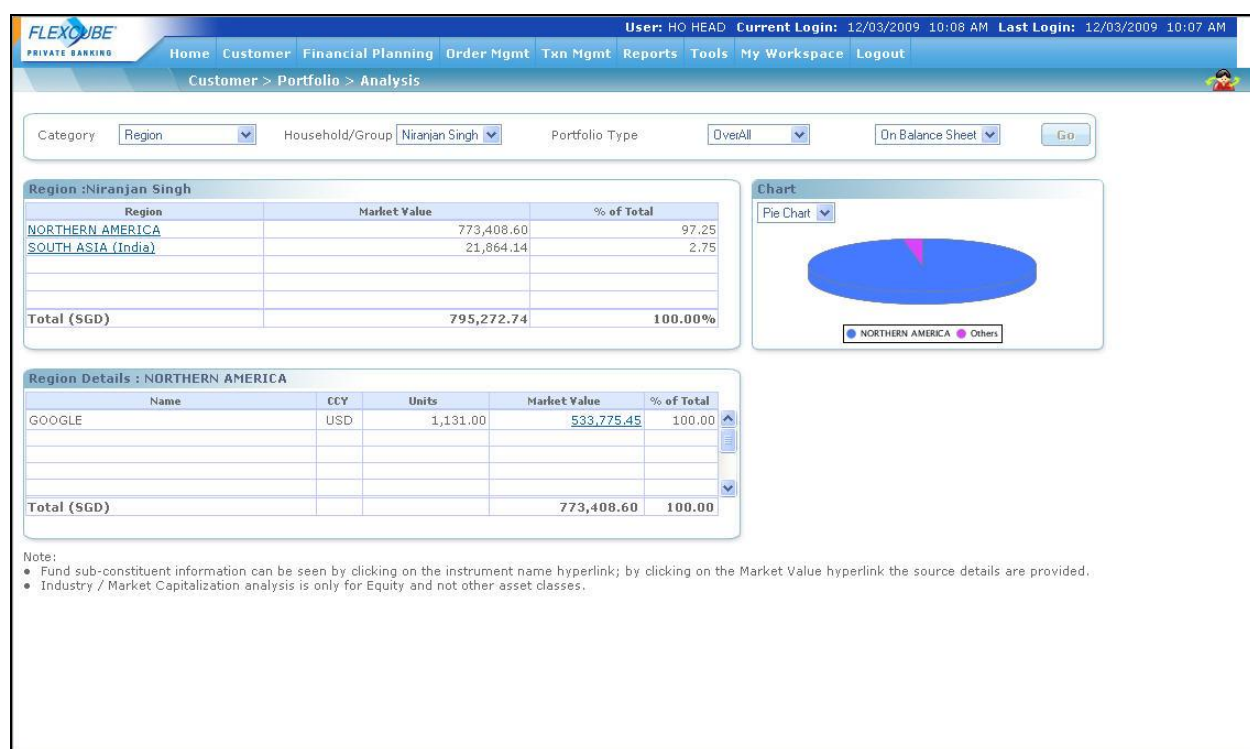 FLEXCUBE®
PRIVATE BANKING
User: HO HEAD Current Login: 12/03/2009 10:08 AM Last Login: 12/03/2009 10:07 AM
Home Customer Financial Planning Order Mgmt Txn Mgmt Reports Tools My Workspace Logout
Customer > Portfolio > Analysis
Category Region Household/Group Niranjan Singh Portfolio Type OverAll On Balance Sheet Go
Region :Niranjan Singh
Region Market Value % of Total
NORTHERN AMERICA 773,408.60 97.25
SOUTH ASIA (India) 21,864.14 2.75
Total (SGD) 795,272.74 100.00%
Chart
Pie Chart
NORTHERN AMERICA Others
Region Details : NORTHERN AMERICA
Name CCY Units Market Value % of Total
GOOGLE USD 1,131.00 533,775.45 100.00
Total (SGD) 773,408.60 100.00
Note:
• Fund sub-constituent information can be seen by clicking on the instrument name hyperlink; by clicking on the Market Value hyperlink the source details are provided.
• Industry / Market Capitalization analysis is only for Equity and not other asset classes.